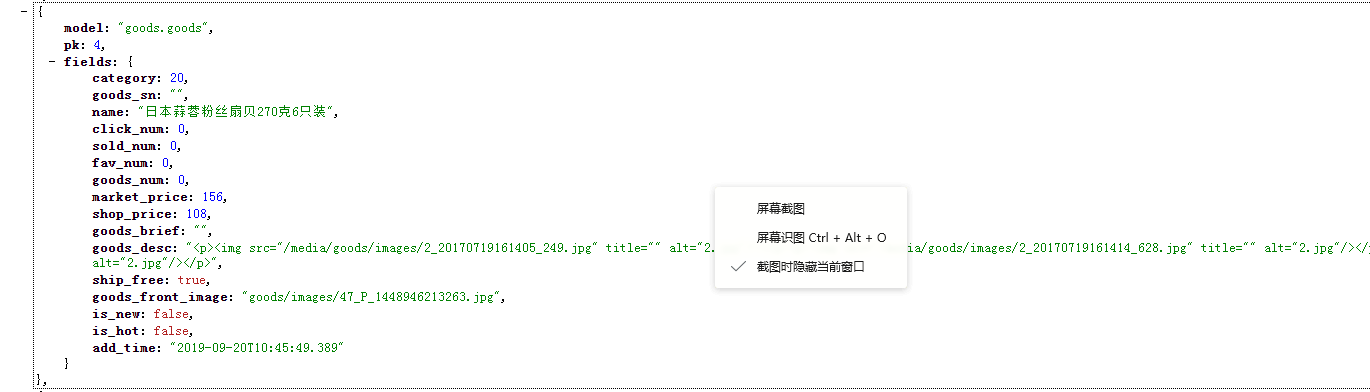 - {
model: "goods.goods",
pk: 4,
- fields: {
category: 20,
goods_sn: "",
name: "日本蒜蓉粉丝扇贝270克6只装",
click_num: 0,
sold_num: 0,
fav_num: 0,
goods_num: 0,
market_price: 156,
shop_price: 108,
goods_brief: "",
goods_desc: "<p><img src="/media/goods/images/2_20170719161405_249.jpg" title="" alt="2. dia/goods/images/2_20170719161414_628.jpg" title="" alt="2.jpg"/></
alt="2.jpg"/></p>",
ship_free: true,
goods_front_image: "goods/images/47_P_1448946213263.jpg",
is_new: false,
is_hot: false,
add_time: "2019-09-20T10:45:49.389"
}
},
屏幕截图
屏幕识图 Ctrl + Alt + O
截图时隐藏当前窗口